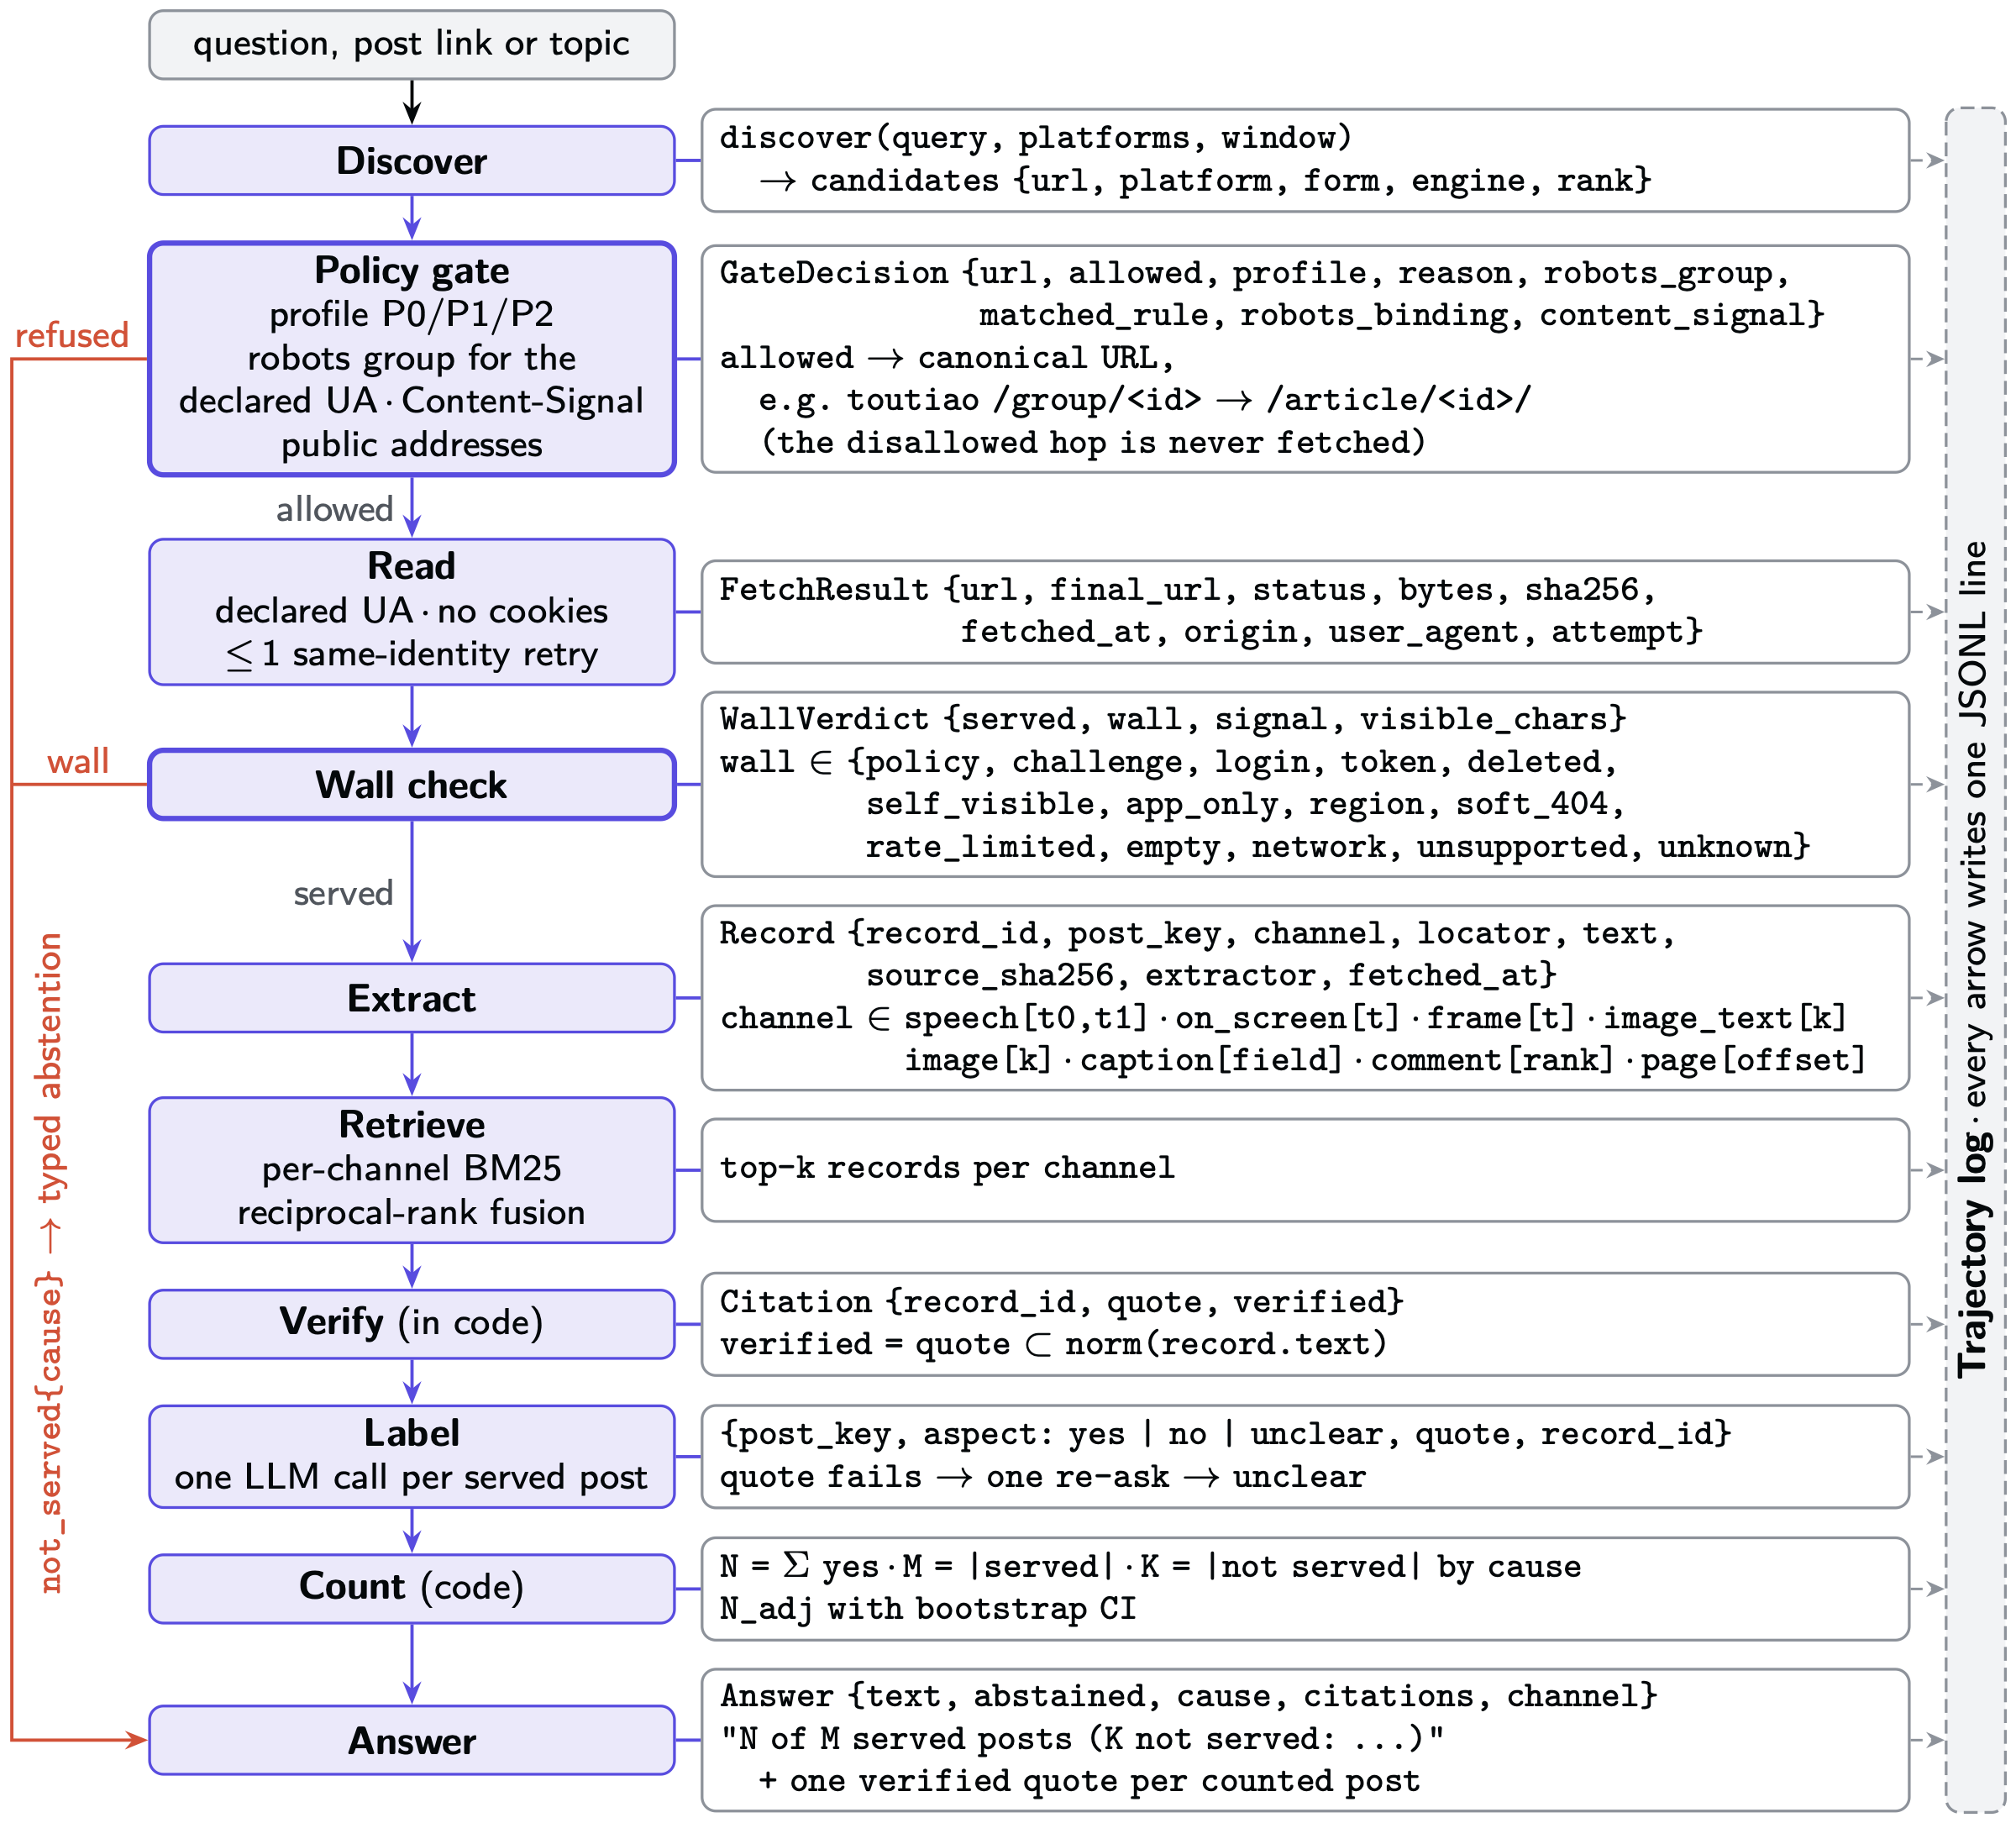 question, post link or topic
Discover
discover(query, platforms, window)
→ candidates {url, platform, form, engine, rank}
Policy gate
profile P0/P1/P2
robots group for the
declared UA · Content-Signal
public addresses
GateDecision {url, allowed, profile, reason, robots_group,
matched_rule, robots_binding, content_signal}
allowed → canonical URL,
e.g. toutiao /group/<id> → /article/<id>/
(the disallowed hop is never fetched)
refused
allowed
Read
declared UA · no cookies
≤ 1 same-identity retry
FetchResult {url, final_url, status, bytes, sha256,
fetched_at, origin, user_agent, attempt}
wall
Wall check
WallVerdict {served, wall, signal, visible_chars}
wall ∈ {policy, challenge, login, token, deleted,
self_visible, app_only, region, soft_404,
rate_limited, empty, network, unsupported, unknown}
served
Extract
Record {record_id, post_key, channel, locator, text,
source_sha256, extractor, fetched_at}
channel ∈ speech[t0,t1] · on_screen[t] · frame[t] · image_text[k]
image[k] · caption[field] · comment[rank] · page[offset]
Retrieve
per-channel BM25
reciprocal-rank fusion
top-k records per channel
Verify (in code)
Citation {record_id, quote, verified}
verified = quote ⊂ norm(record.text)
Label
one LLM call per served post
{post_key, aspect: yes | no | unclear, quote, record_id}
quote fails → one re-ask → unclear
Count (code)
N = Σ yes · M = |served| · K = |not served| by cause
N_adj with bootstrap CI
Answer
Answer {text, abstained, cause, citations, channel}
"N of M served posts (K not served: ...)"
+ one verified quote per counted post
not_served{cause} → typed abstention
Trajectory log · every arrow writes one JSONL line